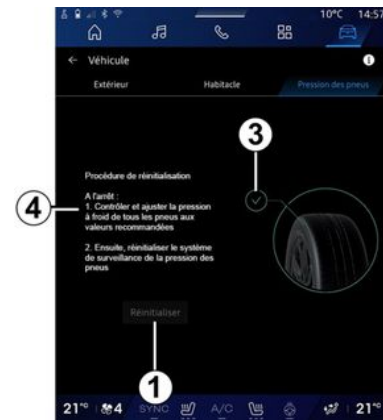 10°C 14:57
Véhicule
Extérieur Habitacle Pression des pneus
3
Procédure de réinitialisation
A l'arrêt :
4
1. Contrôler et ajuster la pression
à froid de tous les pneus aux
valeurs recommandées
2. Ensuite, réinitialiser le système
de surveillance de la pression des
pneus
Réinitialiser
1
21°C 4 SYNC A/C 21°C